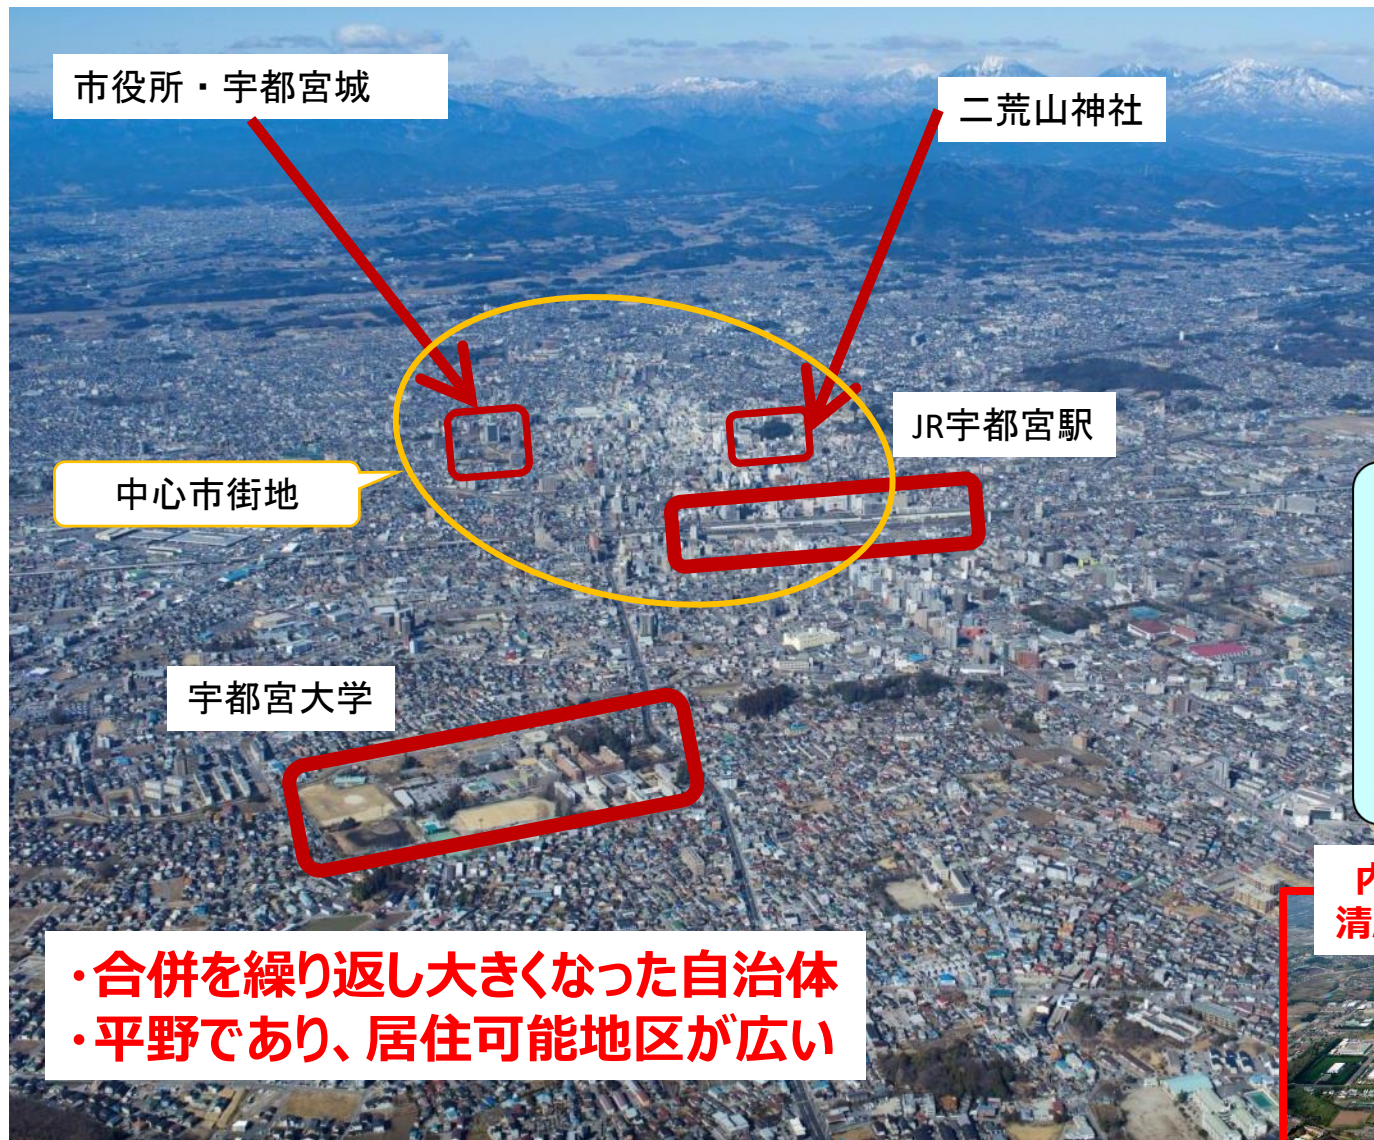 市役所・宇都宮城
二荒山神社
JR宇都宮駅
中心市街地
宇都宮大学
・合併を繰り返し大きくなった自治体
・平野であり、居住可能地区が広い
清